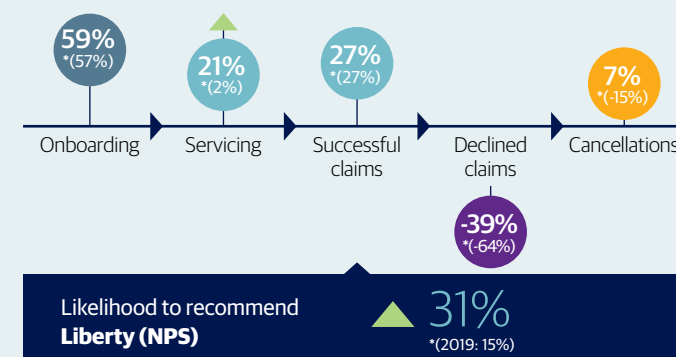 59%
*(57%)
21%
*(2%)
27%
*(27%)
7%
*(-15%)
Onboarding
Servicing
Successful
claims
Declined
claims
Cancellations
-39%
*(-64%)
Likelihood to recommend
Liberty (NPS)
31%
*(2019: 15%)